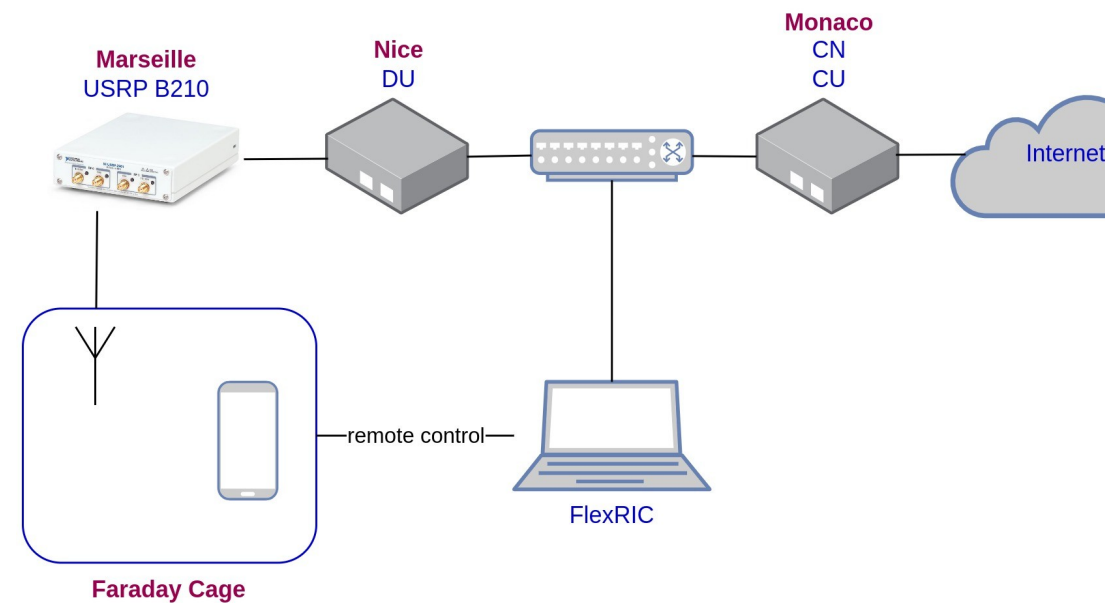 Marseille
USRP B210
Nice
DU
Monaco
CN
CU
Internet
remote control
FlexRIC
Faraday Cage